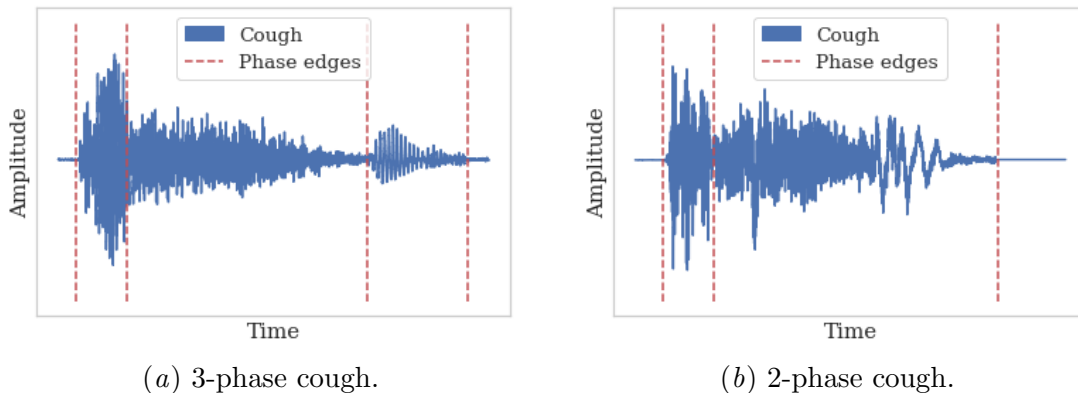 Cough
Phase edges
Amplitude
Time
(a) 3-phase cough.
Cough
Phase edges
Amplitude
Time
(b) 2-phase cough.